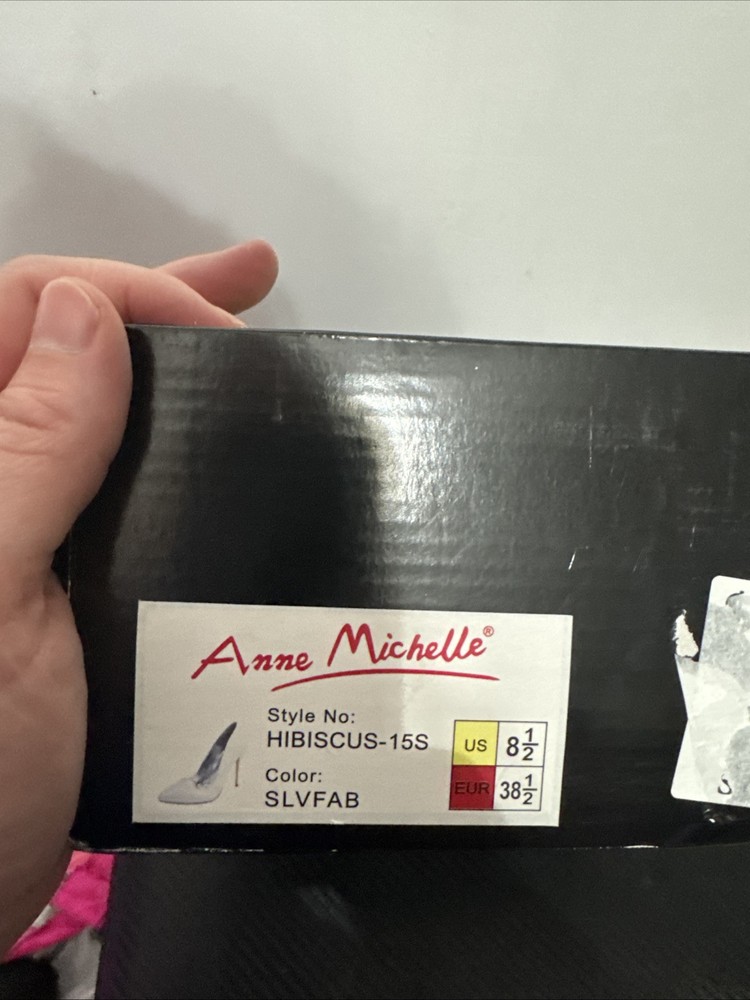 Anne Michelle®
Style No:
HIBISCUS-15S
Color:
SLVFAB
US 8½
EUR 38½